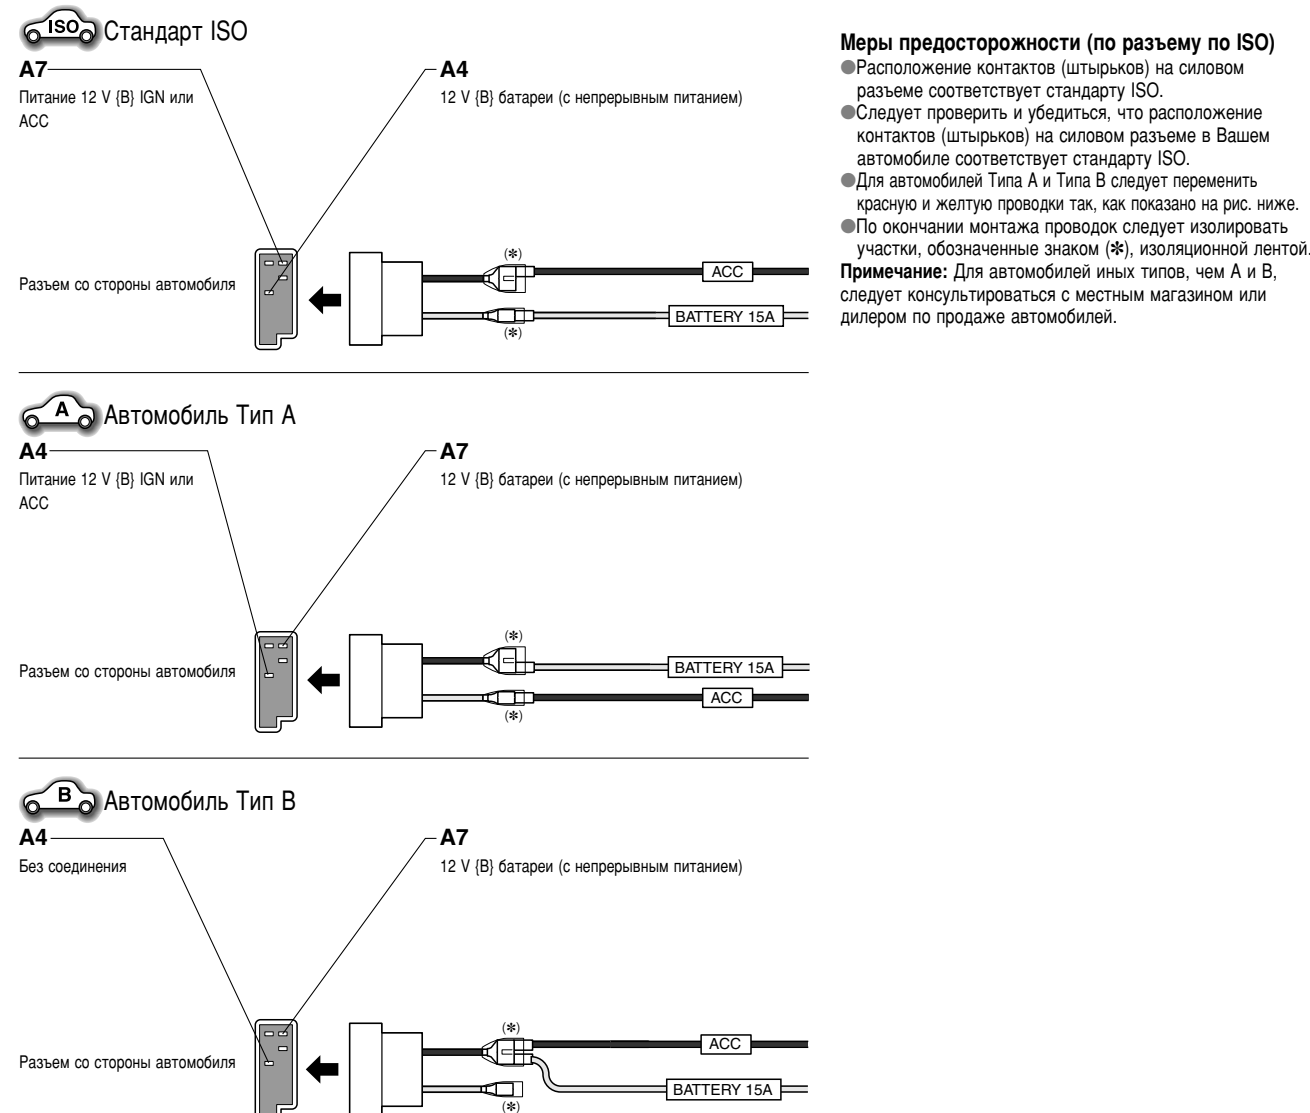 ISO Стандарт ISO
A7
Питание 12 V {В} IGN или
ACC
A4
12 V {В} батареи (с непрерывным питанием)
Разъем со стороны автомобиля
(✻)
ACC
BATTERY 15A
(✻)
A Автомобиль Тип А
A4
Питание 12 V {В} IGN или
ACC
A7
12 V {В} батареи (с непрерывным питанием)
Разъем со стороны автомобиля
(✻)
BATTERY 15A
ACC
(✻)
B Автомобиль Тип В
A4
Без соединения
A7
12 V {В} батареи (с непрерывным питанием)
Разъем со стороны автомобиля
(✻)
ACC
BATTERY 15A
(✻)
Меры предосторожности (по разъему по ISO)
●Расположение контактов (штырьков) на силовом
разъеме соответствует стандарту ISO.
●Следует проверить и убедиться, что расположение
контактов (штырьков) на силовом разъеме в Вашем
автомобиле соответствует стандарту ISO.
●Для автомобилей Типа А и Типа В следует переменить
красную и желтую проводки так, как показано на рис. ниже.
●По окончании монтажа проводок следует изолировать
участки, обозначенные знаком (✻), изоляционной лентой.
Примечание: Для автомобилей иных типов, чем А и В,
следует консультироваться с местным магазином или
дилером по продаже автомобилей.